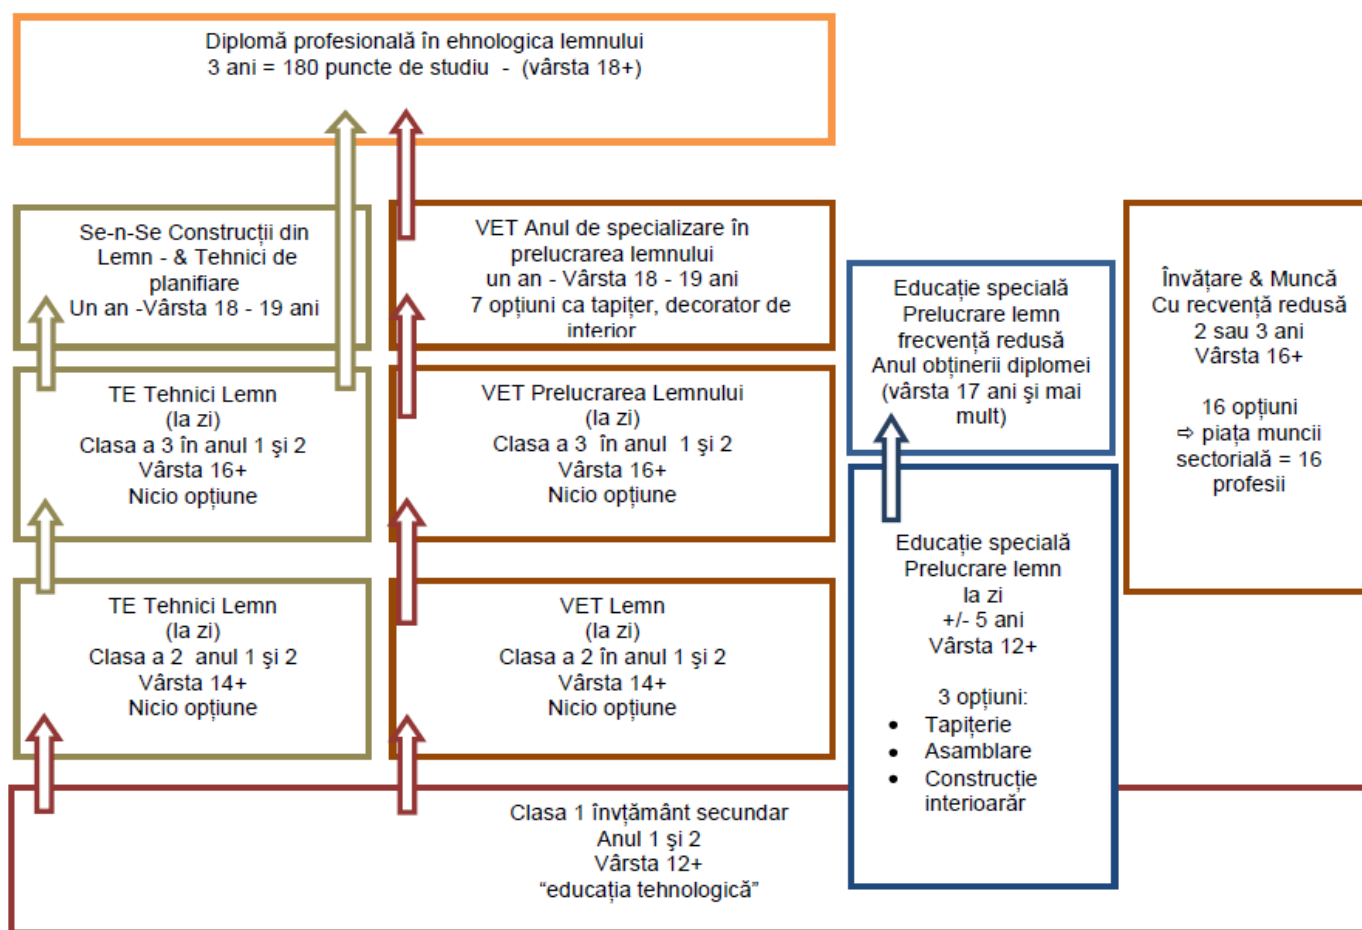 Diplomă profesională în ehnologica lemnului
3 ani = 180 puncte de studiu - (vârsta 18+)
Se-n-Se Construcții din
Lemn - & Tehnici de
planifiare
Un an -Vârsta 18 - 19 ani
VET Anul de specializare în
prelucrarea lemnului
un an - Vârsta 18 - 19 ani
7 opțiuni ca tapițer, decorator de
interior
Educație specială
Prelucrare lemn
frecvență redusă
Anul obținerii diplomei
(vârsta 17 ani și mai
mult)
Învățare & Muncă
Cu recvență redusă
2 sau 3 ani
Vârsta 16+
16 opțiuni
⇨ piața muncii
sectorială = 16
profesii
TE Tehnici Lemn
(la zi)
Clasa a 3 în anul 1 şi 2
Vârsta 16+
Nicio opțiune
VET Prelucrarea Lemnului
(la zi)
Clasa a 3 în anul 1 şi 2
Vârsta 16+
Nicio opțiune
TE Tehnici Lemn
(la zi)
Clasa a 2 anul 1 şi 2
Vârsta 14+
Nicio opțiune
VET Lemn
(la zi)
Clasa a 2 în anul 1 şi 2
Vârsta 14+
Nicio opțiune
Educație specială
Prelucrare lemn
la zi
+/- 5 ani
Vârsta 12+
3 opțiuni:
• Tapițerie
• Asamblare
• Construcție
interioarăr
Clasa 1 învțământ secundar
Anul 1 şi 2
Vârsta 12+
“educația tehnologică”